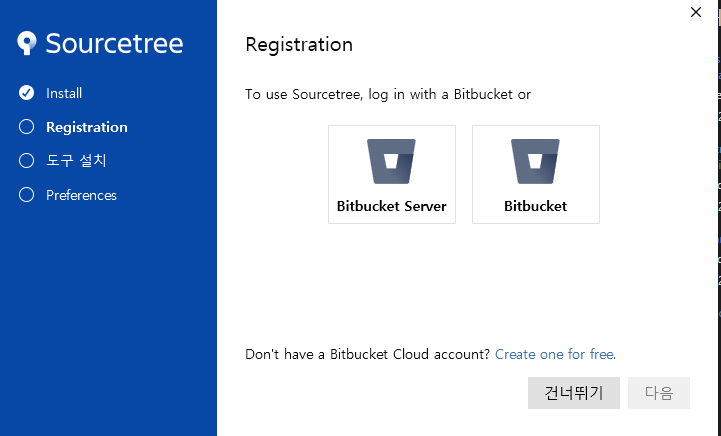 Sourcetree
Install
Registration
도구 설치
Preferences
Registration
To use Sourcetree, log in with a Bitbucket or
Bitbucket Server
Bitbucket
Don't have a Bitbucket Cloud account? Create one for free.
건너뛰기
다음